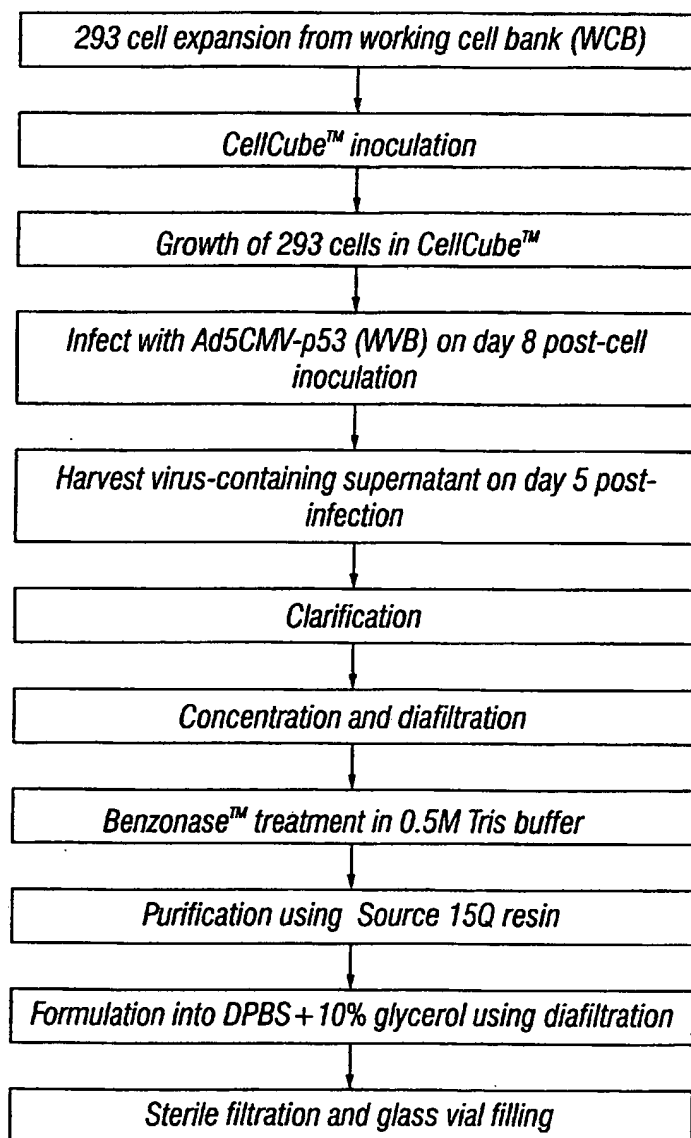 293 cell expansion from working cell bank (WCB)
CellCube™ inoculation
Growth of 293 cells in CellCube™
Infect with Ad5CMV-p53 (WVB) on day 8 post-cell
inoculation
Harvest virus-containing supernatant on day 5 post-
infection
Clarification
Concentration and diafiltration
Benzonase™ treatment in 0.5M Tris buffer
Purification using Source 15Q resin
Formulation into DPBS+10% glycerol using diafiltration
Sterile filtration and glass vial filling